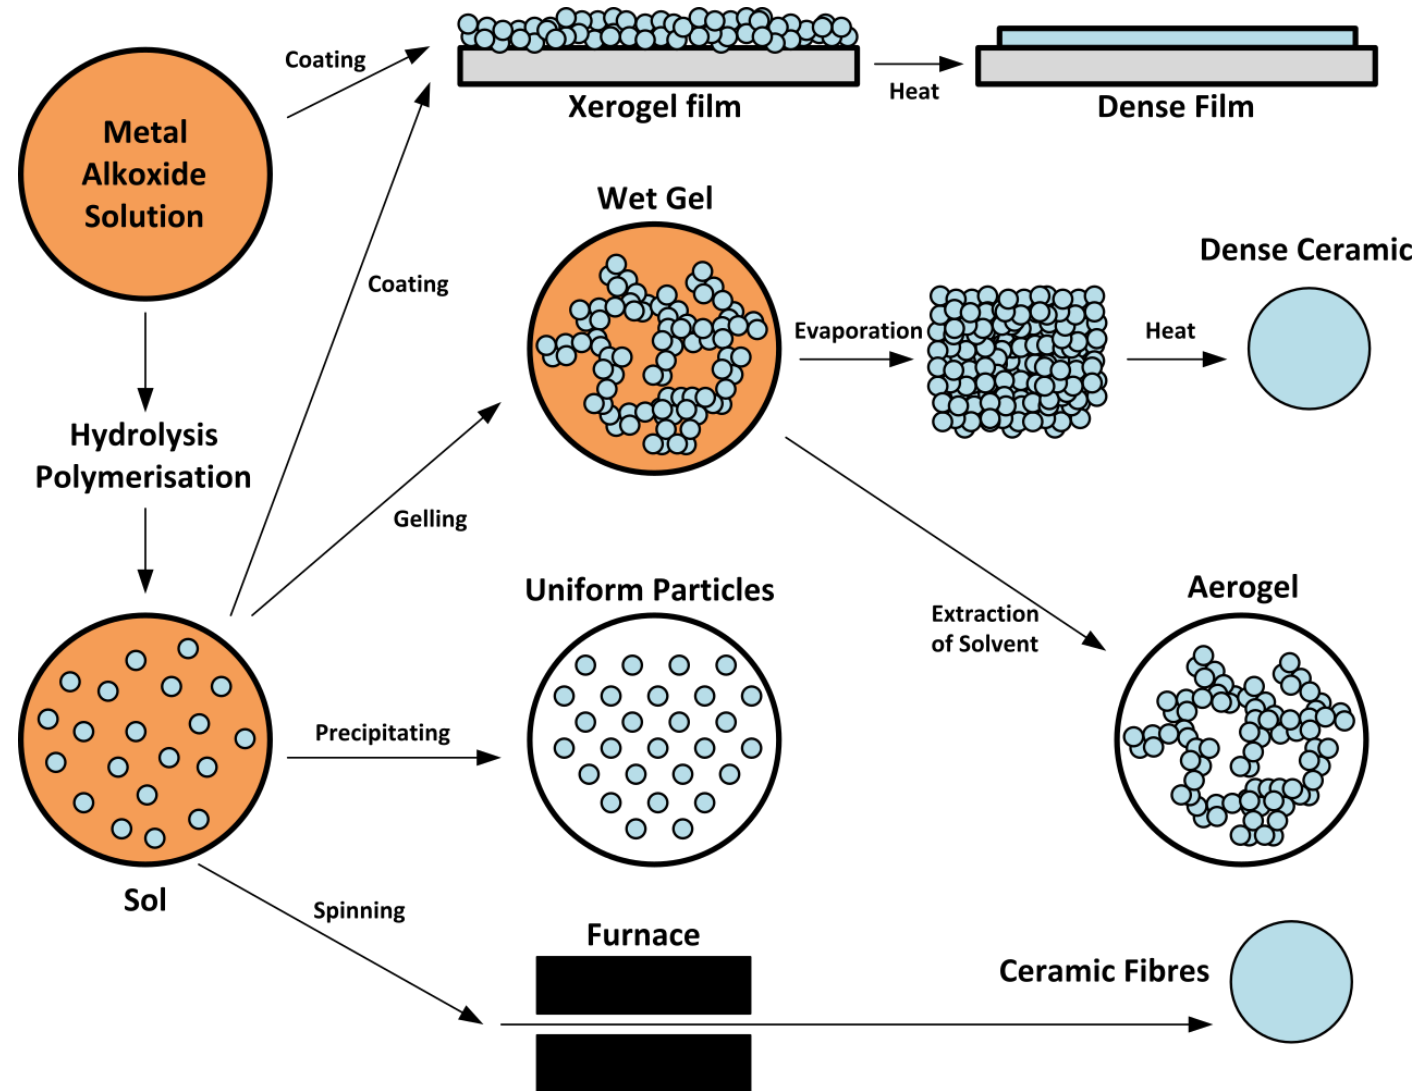 Coating
Xerogel film
Heat
Dense Film
Metal
Alkoxide
Solution
Wet Gel
Dense Ceramic
Coating
Evaporation
Heat
Hydrolysis
Polymerisation
Gelling
Uniform Particles
Aerogel
Extraction
of Solvent
Precipitating
Sol
Spinning
Furnace
Ceramic Fibres